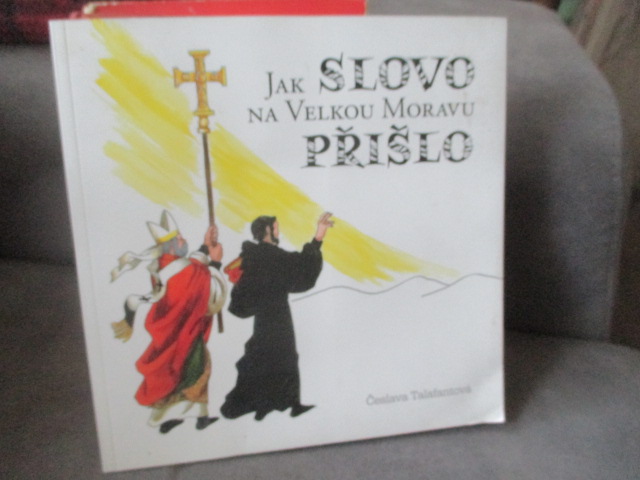 Jak SLOVO
na Velkou Moravu
PŘIŠLO
Česlava Talafantová